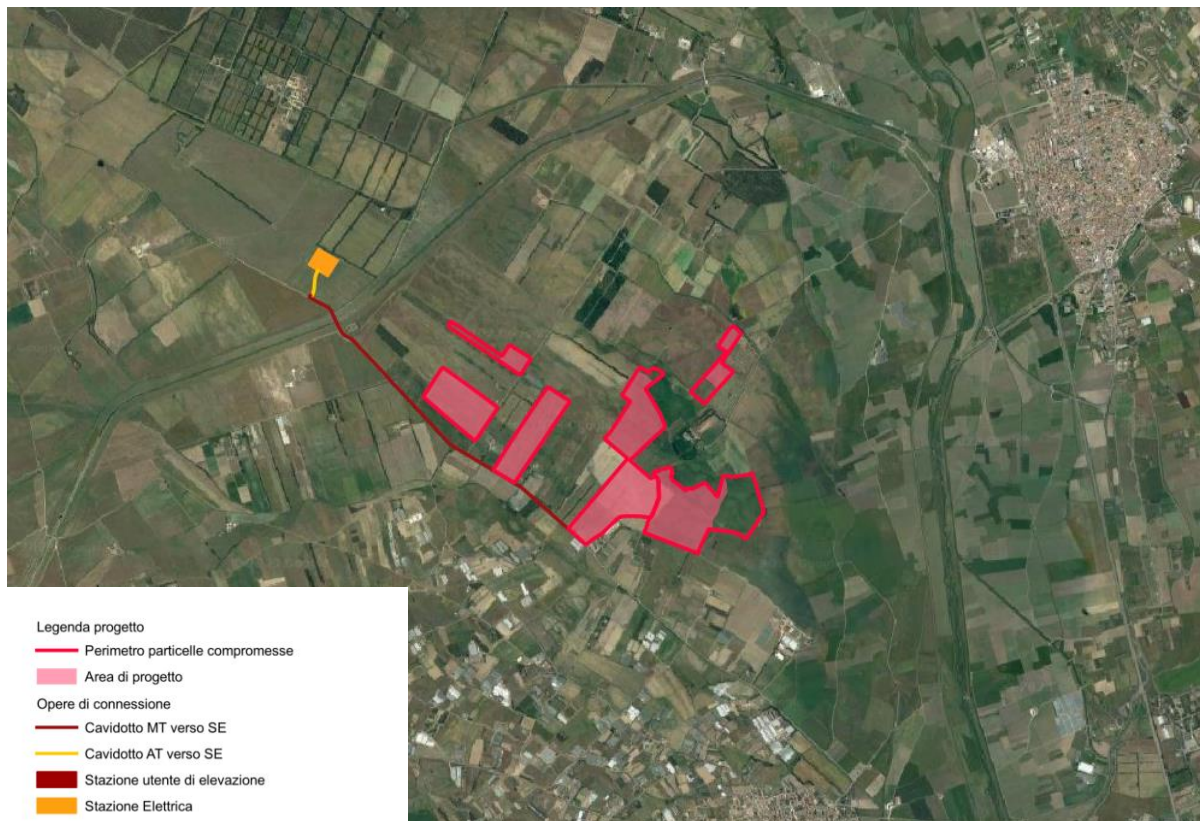 Legenda progetto
Perimetro particelle compromesse
Area di progetto
Opere di connessione
Cavidotto MT verso SE
Cavidotto AT verso SE
Stazione utente di elevazione
Stazione Elettrica